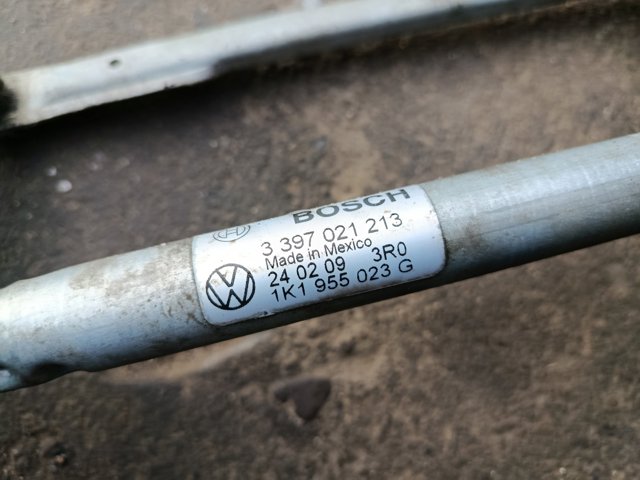 BOSCH
3 397 021 213
Made in Mexico
24 02 09 3R0
1K1 955 023 G